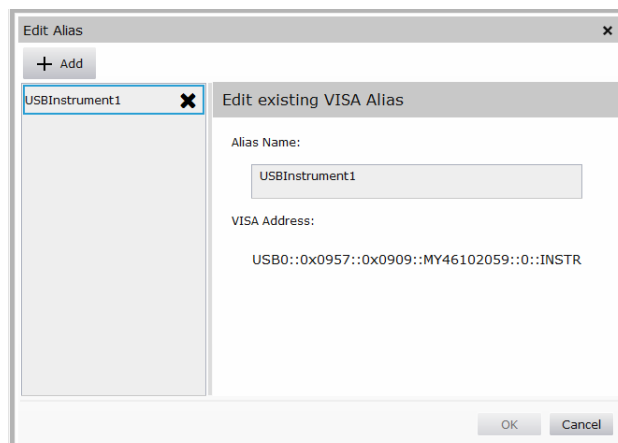 Edit Alias
Add
USBInstrument1
Edit existing VISA Alias
Alias Name:
USBInstrument1
VISA Address:
USB0::0x0957::0x0909::MY46102059::0::INSTR
OK
Cancel